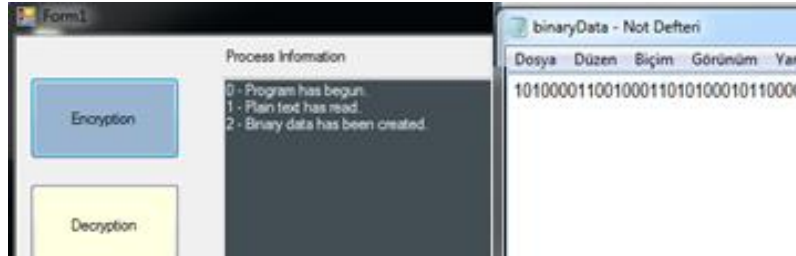 Form1
Process Information
0 - Program has begun.
1 - Plain text has read.
2 - Binary data has been created.
Encryption
Decryption
binaryData - Not Defteri
Dosya Düzen Biçim Görünüm Yar
1010000110010001101010001011000